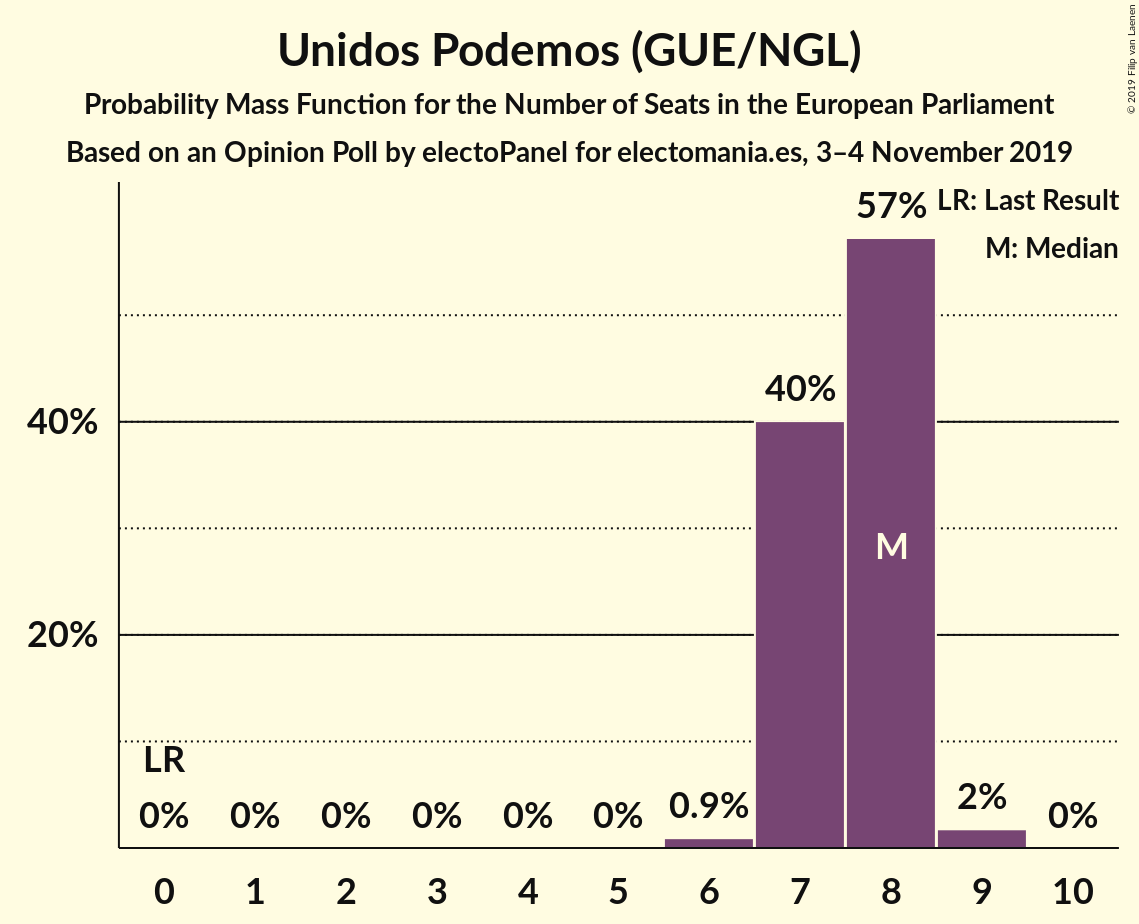 Unidos Podemos (GUE/NGL)
Probability Mass Function for the Number of Seats in the European Parliament
Based on an Opinion Poll by electoPanel for electomania.es, 3–4 November 2019
© 2019 Filip van Laenen
57% LR: Last Result
M: Median
40%
40%
M
20%
LR
0% 0% 0% 0% 0% 0% 0.9% 2% 0%
0 1 2 3 4 5 6 7 8 9 10